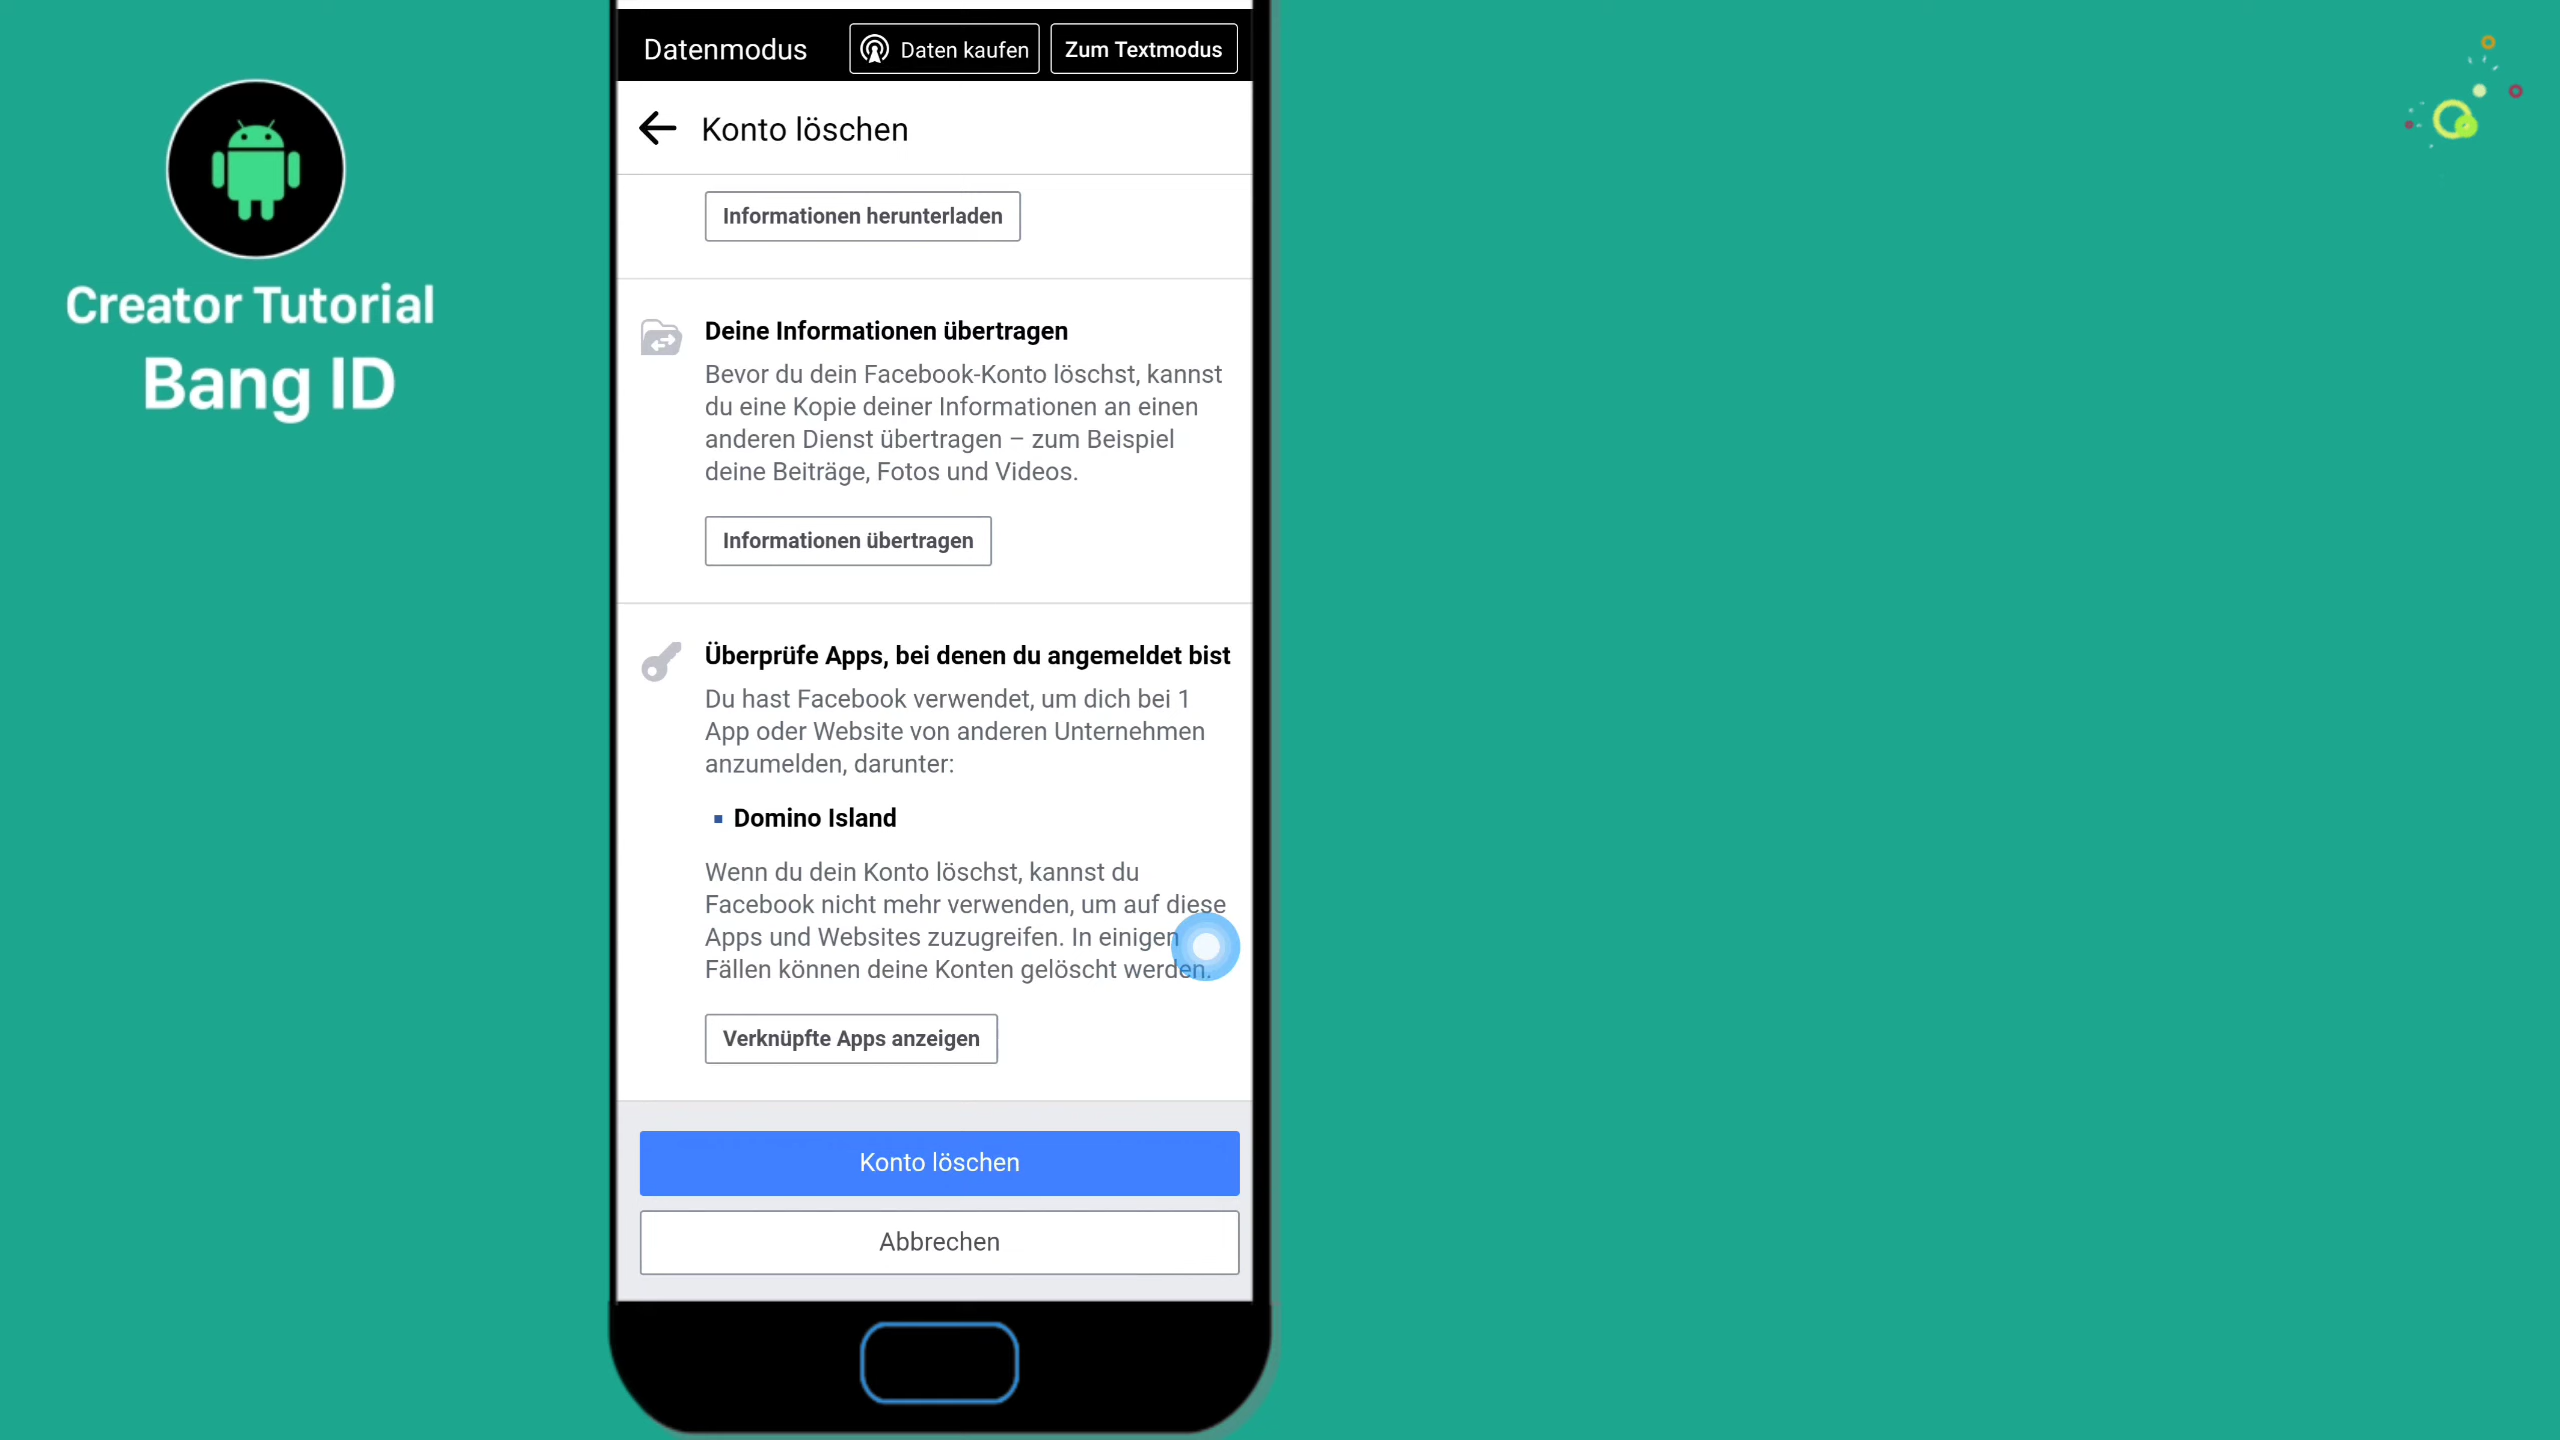 Creator Tutorial
Bang ID
Datenmodus
Daten kaufen
Zum Textmodus
Konto löschen
Informationen herunterladen
Deine Informationen übertragen
Bevor du dein Facebook-Konto löschst, kannst
du eine Kopie deiner Informationen an einen
anderen Dienst übertragen – zum Beispiel
deine Beiträge, Fotos und Videos.
Informationen übertragen
Überprüfe Apps, bei denen du angemeldet bist
Du hast Facebook verwendet, um dich bei 1
App oder Website von anderen Unternehmen
anzumelden, darunter:
Domino Island
Wenn du dein Konto löschst, kannst du
Facebook nicht mehr verwenden, um auf diese
Apps und Websites zuzugreifen. In einigen
Fällen können deine Konten gelöscht werden.
Verknüpfte Apps anzeigen
Konto löschen
Abbrechen